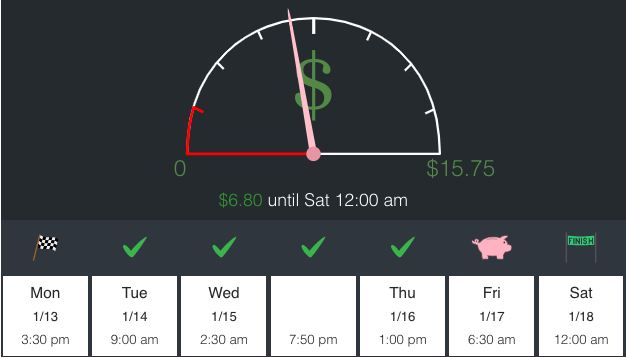 $
0
$15.75
$6.80 until Sat 12:00 am
FINISH
Mon
Tue
Wed
Thu
Fri
Sat
1/13
1/14
1/15
1/16
1/17
1/18
3:30 pm
9:00 am
2:30 am
7:50 pm
1:00 pm
6:30 am
12:00 am